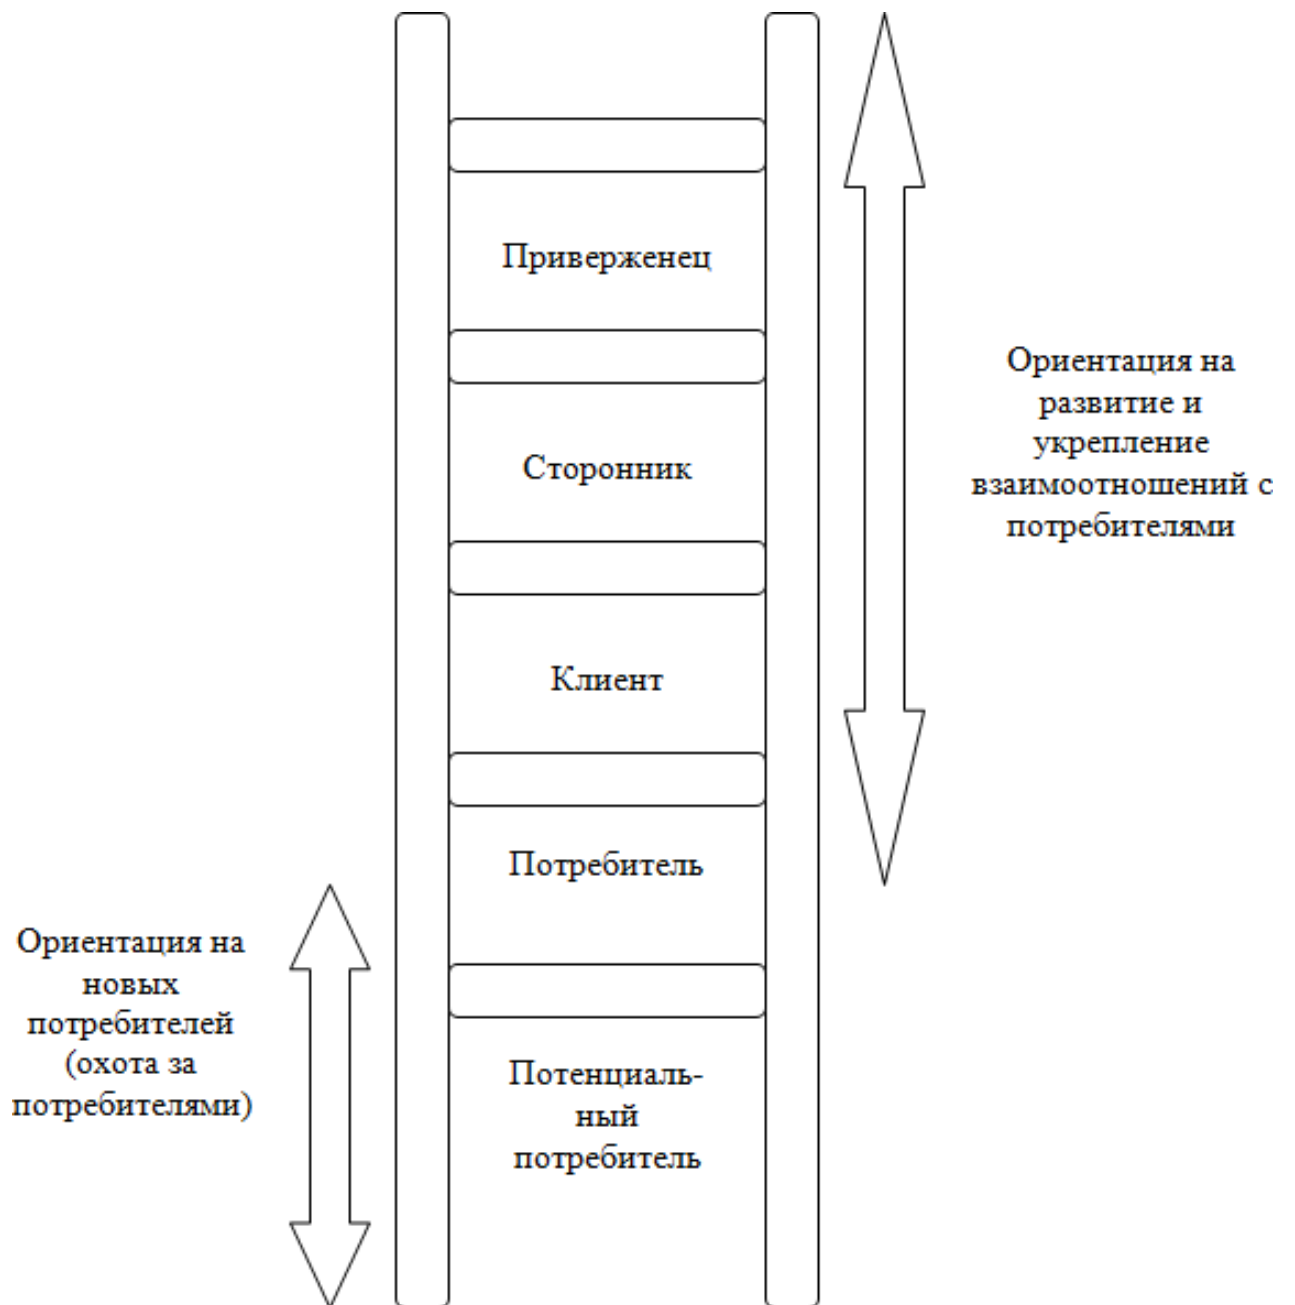 Приверженец
Ориентация на
развитие и
укрепление
взаимоотношений с
потребителями
Сторонник
Клиент
Потребитель
Ориентация на
новых
потребителей
(охота за
потребителями)
Потенциаль-
ный
потребитель